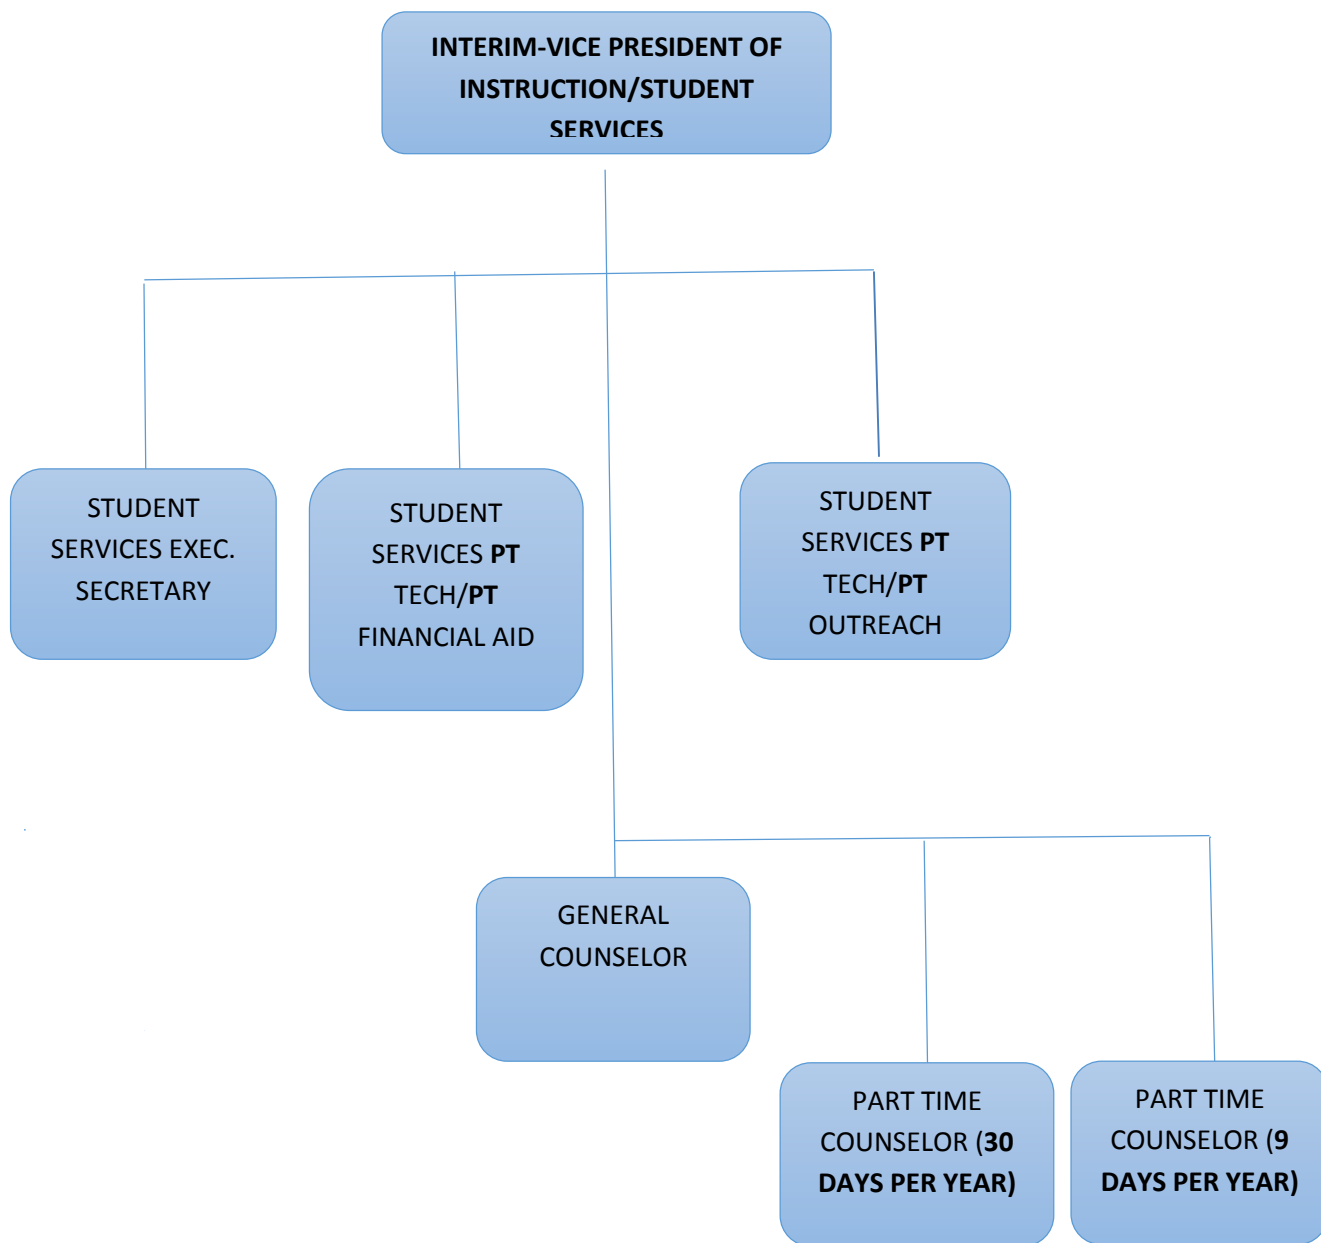 INTERIM-VICE PRESIDENT OF
INSTRUCTION/STUDENT
SERVICES
STUDENT
SERVICES EXEC.
SECRETARY
STUDENT
SERVICES PT
TECH/PT
FINANCIAL AID
STUDENT
SERVICES PT
TECH/PT
OUTREACH
GENERAL
COUNSELOR
PART TIME
COUNSELOR (30
DAYS PER YEAR)
PART TIME
COUNSELOR (9
DAYS PER YEAR)